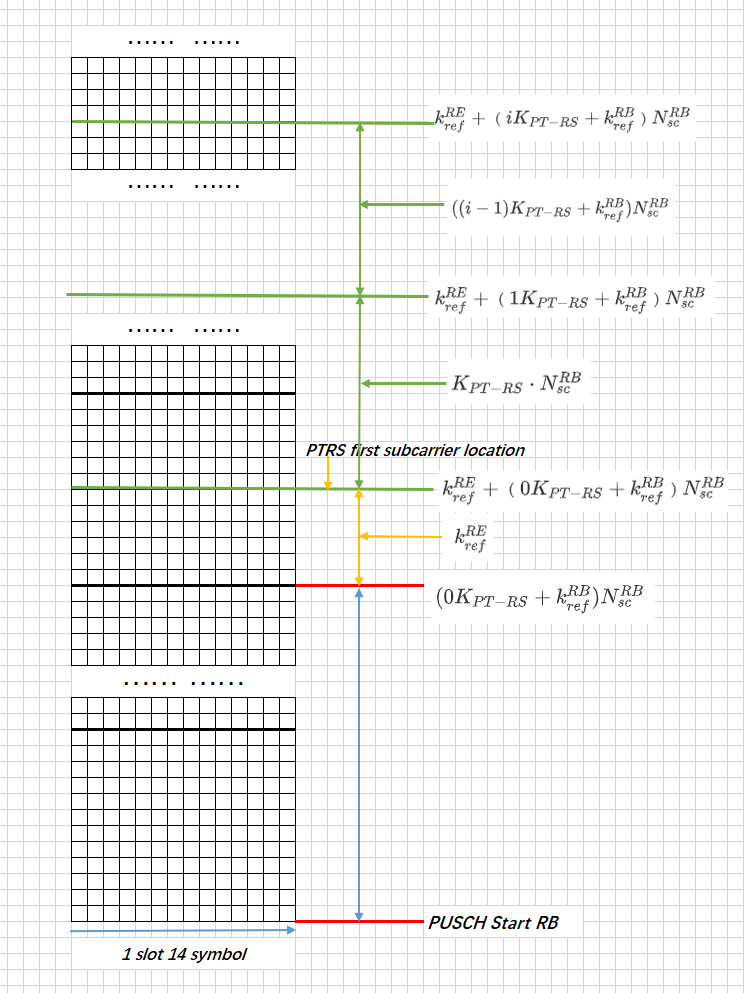 …… ……
$k_{ref}^{RE} + (iK_{PT-RS} + k_{ref}^{RB})N_{sc}^{RB}$
…… ……
$((i-1)K_{PT-RS} + k_{ref}^{RB})N_{sc}^{RB}$
$k_{ref}^{RE} + (1K_{PT-RS} + k_{ref}^{RB})N_{sc}^{RB}$
…… ……
$K_{PT-RS} \cdot N_{sc}^{RB}$
PTRS first subcarrier location
$k_{ref}^{RE} + (0K_{PT-RS} + k_{ref}^{RB})N_{sc}^{RB}$
$k_{ref}^{RE}$
$(0K_{PT-RS} + k_{ref}^{RB})N_{sc}^{RB}$
…… ……
PUSCH Start RB
1 slot 14 symbol